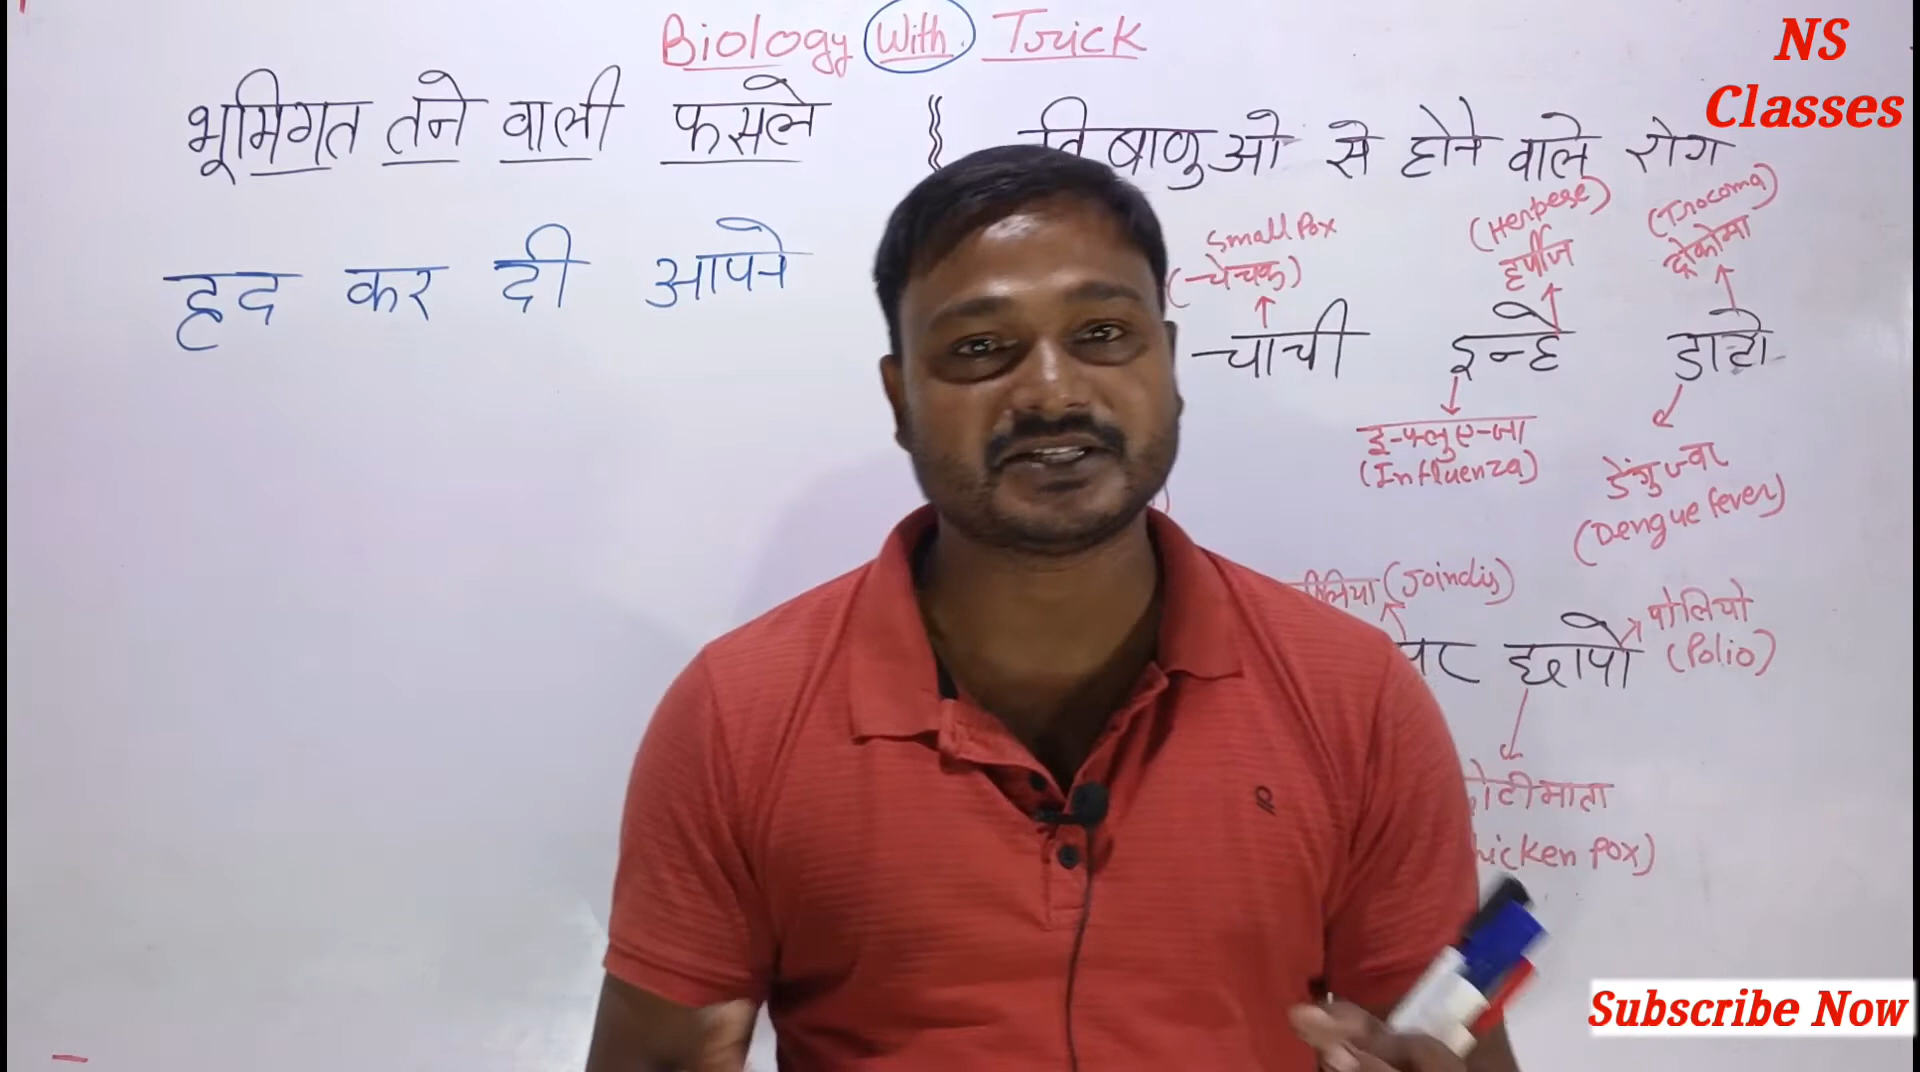 Biology With Trick
NS
Classes
भूमिगत तने वाली फसले
हद कर दी आपने
विषाणुओ से होने वाले रोग
Small Pox
(चेचक)
(Herpese)
हर्पीज
(Trocoma)
ट्रोकोमा
चाची इन्हे डाटो
इन्फ्लुएन्जा
(Influenza)
डेंगु ज्वर
(Dengue fever)
(Joindis)
पोलियो
(Polio)
छापो
(icken pox)
Subscribe Now